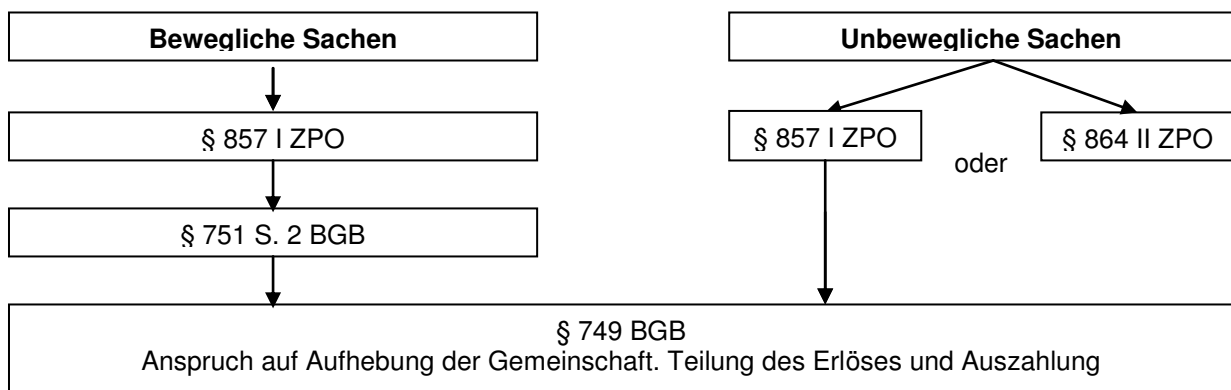 Bewegliche Sachen
Unbewegliche Sachen
§ 857 I ZPO
§ 857 I ZPO
oder
§ 864 II ZPO
§ 751 S. 2 BGB
§ 749 BGB
Anspruch auf Aufhebung der Gemeinschaft. Teilung des Erlöses und Auszahlung